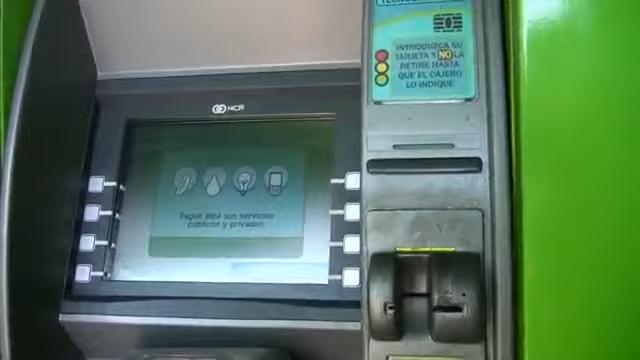 NCR
Pague aquí sus servicios
públicos y privados
INTRODUZCA SU
TARJETA Y NO LA
RETIRE HASTA
QUE EL CAJERO
LO INDIQUE